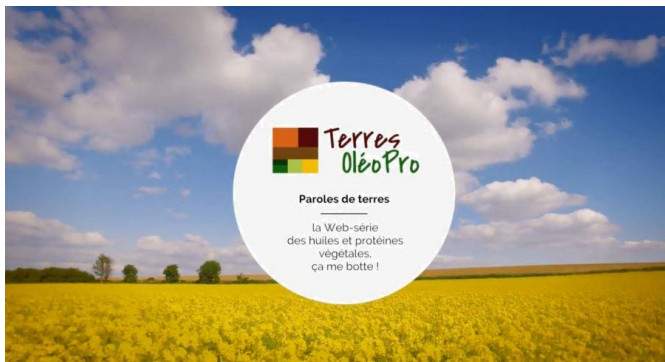 Terres
OléoPro
Paroles de terres
la Web-série
des huiles et protéines
végétales,
ça me botte !